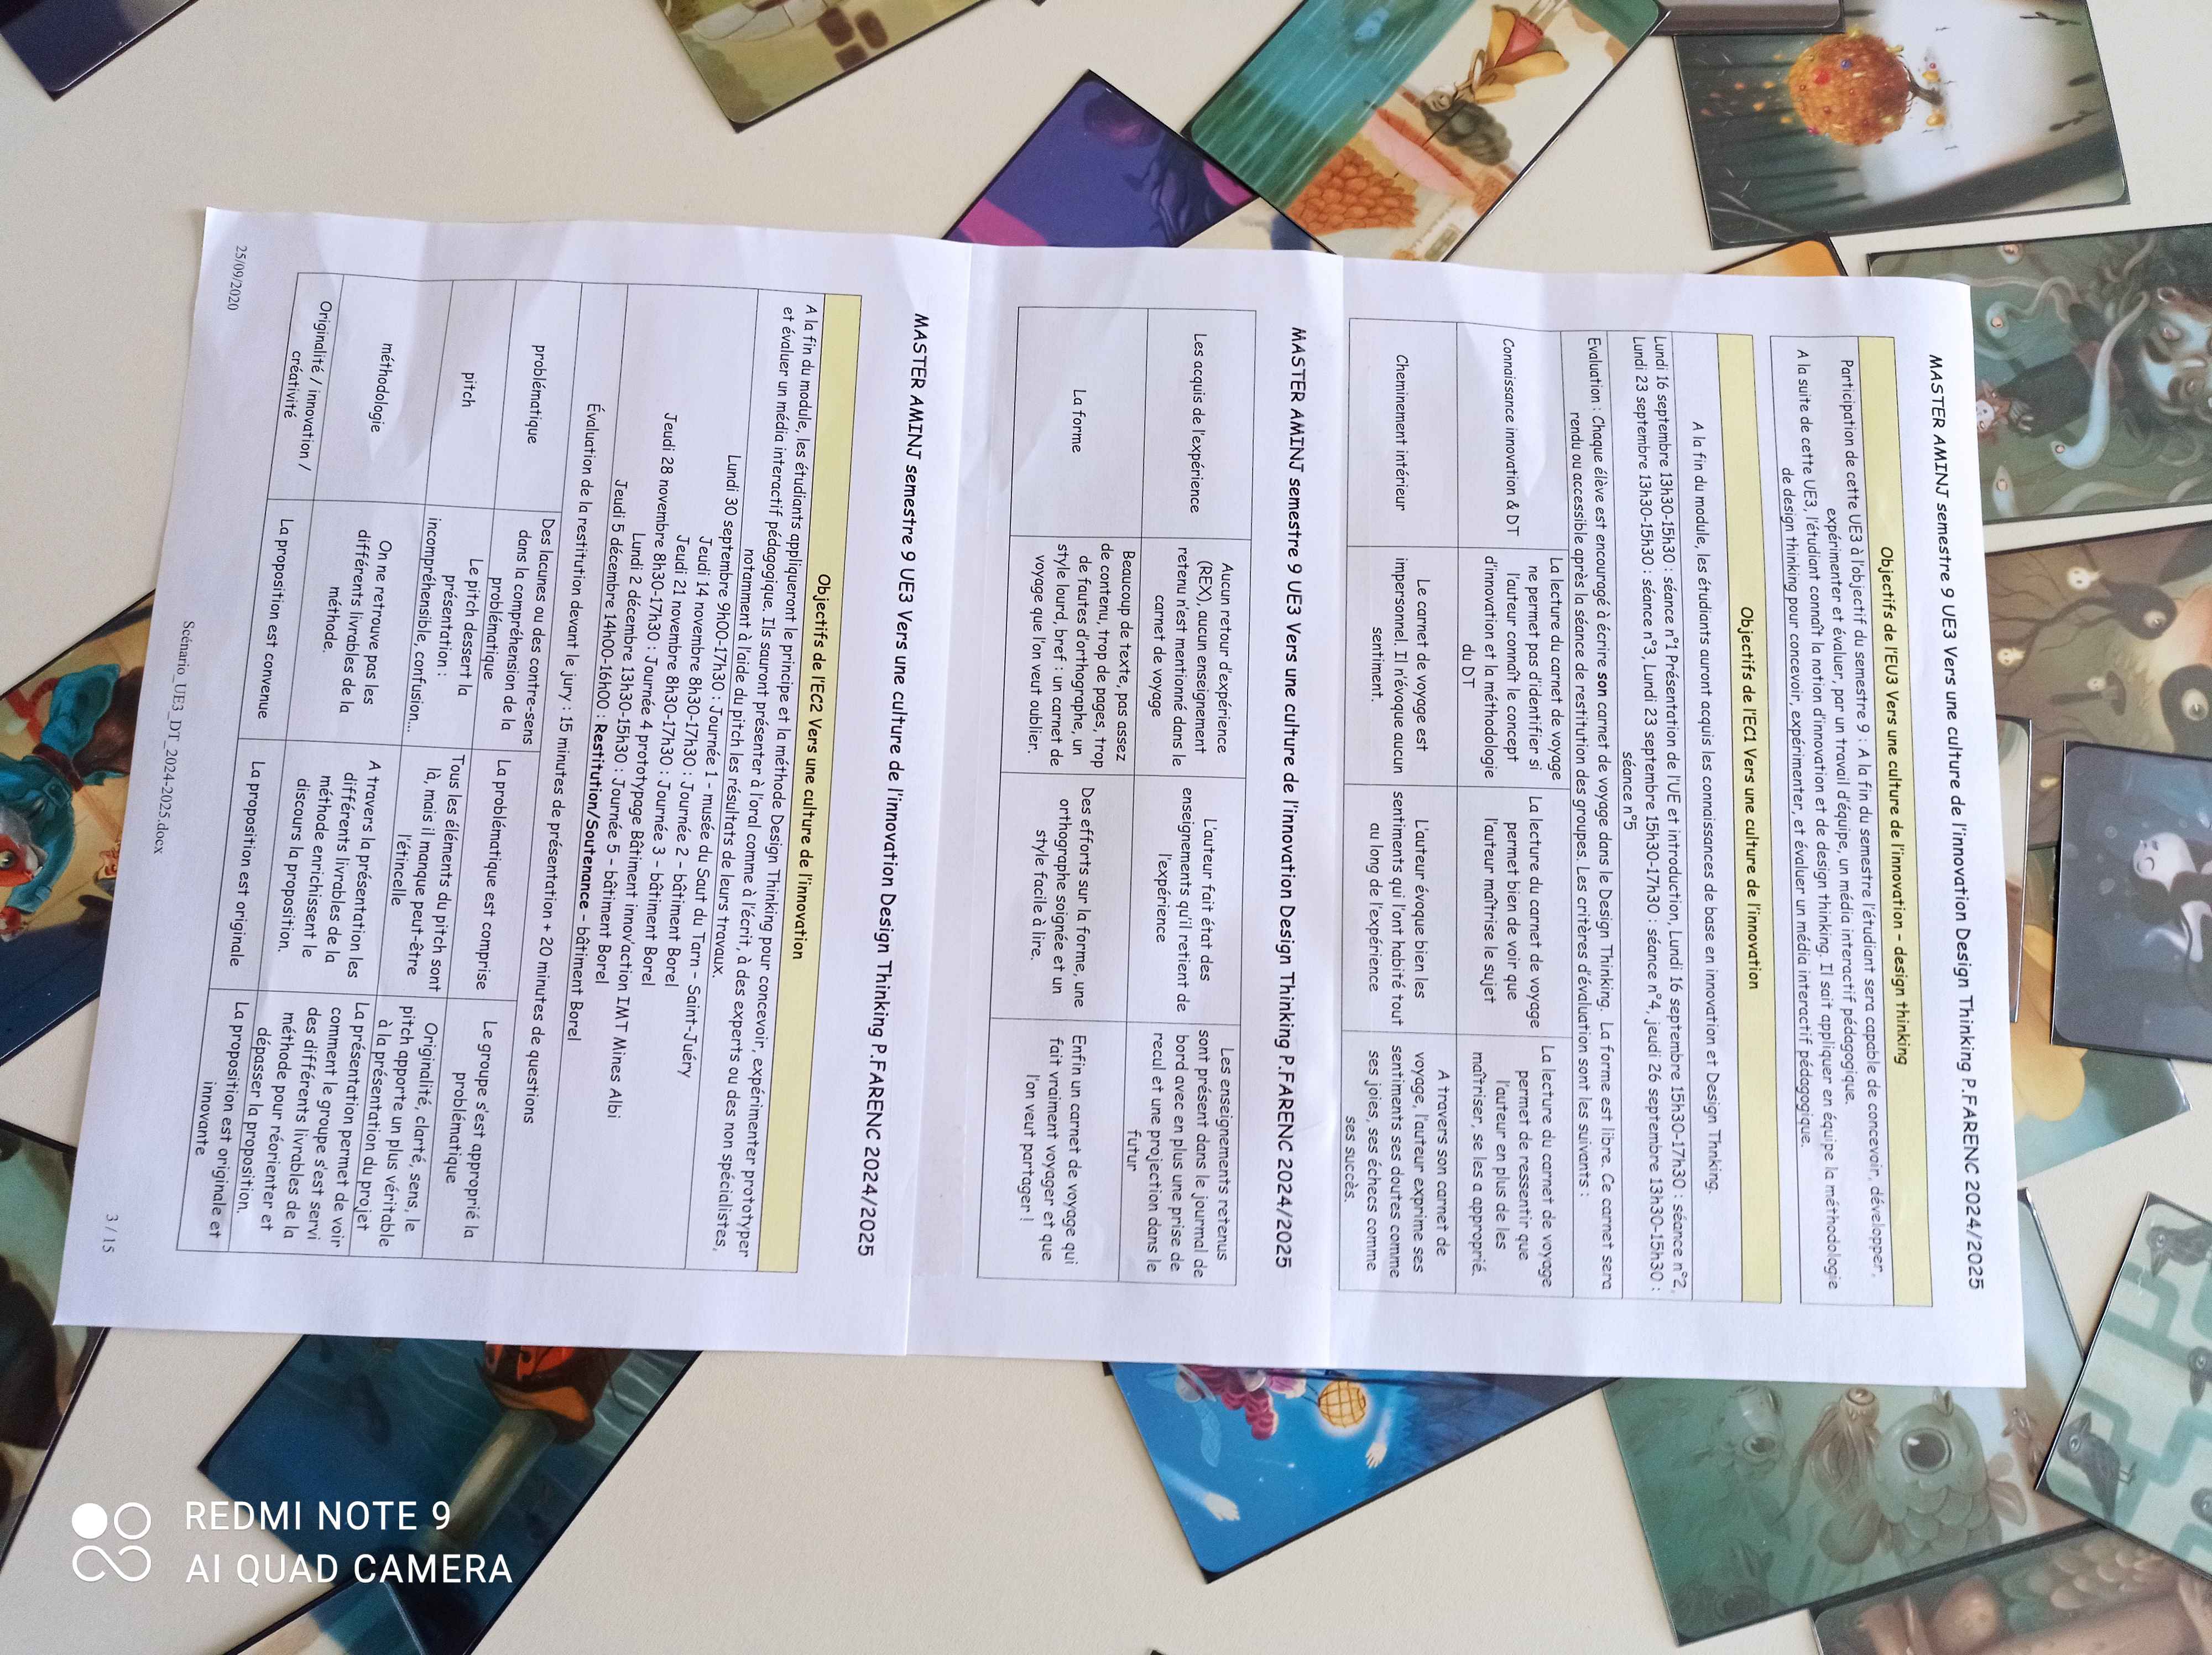 MASTER AMINJ semestre 9 UE3 Vers une culture de l'innovation Design Thinking P.FARENC 2024/2025
Objectifs de l'EU3 Vers une culture de l'innovation – design thinking
Participation de cette UE3 à l'objectif du semestre 9 : A la fin du semestre l'étudiant sera capable de concevoir, développer,
expérimenter et évaluer, par un travail d'équipe, un média interactif pédagogique.
A la suite de cette UE3, l'étudiant connaît la notion d'innovation et de design thinking. Il sait appliquer en équipe la méthodologie
de design thinking pour concevoir, expérimenter, et évaluer un média interactif pédagogique.
Objectifs de l'EC1 Vers une culture de l'innovation
A la fin du module, les étudiants auront acquis les connaissances de base en innovation et Design Thnking.
Lundi 16 septembre 13h30-15h30 : séance n°1 Présentation de l'UE et introduction, Lundi 16 septembre 15h30-17h30 : séance n°2,
Lundi 23 septembre 13h30-15h30 : séance n°3, Lundi 23 septembre 15h30-17h30 : séance n°4, jeudi 26 septembre 13h30-15h30 :
séance n°5
Evaluation : Chaque élève est encouragé à écrire son carnet de voyage dans le Design Thinking. La forme est libre. Ce carnet sera
rendu ou accessible après la séance de restitution des groupes. Les critères d'évaluation sont les suivants :
Connaissance innovation & DT
La lecture du carnet de voyage
ne permet pas d'identifier si
l'auteur connaît le concept
d'innovation et la méthodologie
du DT
La lecture du carnet de voyage
permet bien de voir que
l'auteur maîtrise le sujet
La lecture du carnet de voyage
permet de ressentir que
l'auteur en plus de les
maîtriser, se les a approprié.
Cheminement intérieur
Le carnet de voyage est
impersonnel. Il n'évoque aucun
sentiment.
L'auteur évoque bien les
sentiments qui l'ont habité tout
au long de l'expérience
A travers son carnet de
voyage, l'auteur exprime ses
sentiments ses doutes comme
ses joies, ses échecs comme
ses succès.
MASTER AMINJ semestre 9 UE3 Vers une culture de l'innovation Design Thinking P.FARENC 2024/2025
Les acquis de l'expérience
Aucun retour d'expérience
(REX), aucun enseignement
retenu n'est mentionné dans le
carnet de voyage
L'auteur fait état des
enseignements qu'il retient de
l'expérience
Les enseignements retenus
sont présent dans le jourmal de
bord avec en plus une prise de
recul et une projection dans le
futur
La forme
Beaucoup de texte, pas assez
de contenu, trop de pages, trop
de fautes d'orthographe, un
style lourd, bref : un carnet de
voyage que l'on veut oublier.
Des efforts sur la forme, une
orthographe soignée et un
style facile à lire.
Enfin un carnet de voyage qui
fait vraiment voyager et que
l'on veut partager !
MASTER AMINJ semestre 9 UE3 Vers une culture de l'innovation Design Thinking P.FARENC 2024/2025
Objectifs de l'EC2 Vers une culture de l'innovation
A la fin du module, les étudiants appliqueront le principe et la méthode Design Thinking pour concevoir, expérimenter prototyper
et évaluer un média interactif pédagogique. Ils sauront présenter à l'oral comme à l'écrit, à des experts ou des non spécialistes,
notamment à l'aide du pitch les résultats de leurs travaux.
Lundi 30 septembre 9h00-17h30 : Journée 1 - musée du Saut du Tarn – Saint-Juéry
Jeudi 14 novembre 8h30-17h30 : Journée 2 – bâtiment Borel
Jeudi 21 novembre 8h30-17h30 : Journée 3 – bâtiment Borel
Jeudi 28 novembre 8h30-17h30 : Journée 4 prototypage Bâtiment innov'action IMT Mines Albi
Lundi 2 décembre 13h30-15h30 : Journée 5 – bâtiment Borel
Jeudi 5 décembre 14h00-16h00 : Restitution/Soutenance – bâtiment Borel
Évaluation de la restitution devant le jury : 15 minutes de présentation + 20 minutes de questions
problématique
Des lacunes ou des contre-sens
dans la compréhension de la
problématique
La problématique est comprise
Le groupe s'est approprié la
problématique
pitch
Le pitch dessert la
présentation :
incompréhensible, confusion...
Tous les éléments du pitch sont
là, mais il manque peut-être
l'étincelle
Originalité, clarté, sens, le
pitch apporte un plus véritable
à la présentation du projet
méthodologie
On ne retrouve pas les
différents livrables de la
méthode.
A travers la présentation les
différents livrables de la
méthode enrichissent le
discours la proposition.
La présentation permet de voir
comment le groupe s'est servi
des différents livrables de la
méthode pour réorienter et
dépasser la proposition.
Originalité / innovation /
créativité
La proposition est convenue
La proposition est originale
La proposition est originale et
innovante
25/09/2020
Scénario_UE3_DT_2024-2025.docx
3 / 15
REDMI NOTE 9
AI QUAD CAMERA